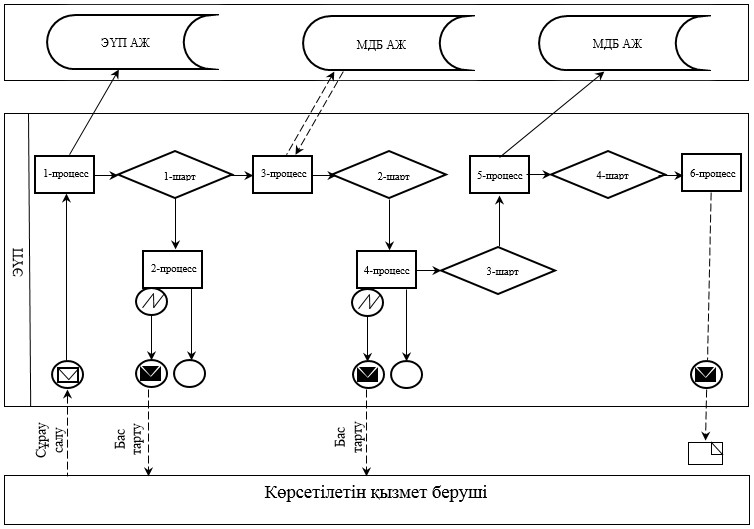 ЭҮП АЖ
МДБ АЖ
МДБ АЖ
ЭҮП
1-процесс
1-шарт
3-процесс
2-шарт
5-процесс
4-шарт
6-процесс
2-процесс
4-процесс
3-шарт
Сұрау
салу
Бас
тарту
Бас
тарту
Көрсетілетін қызмет беруші